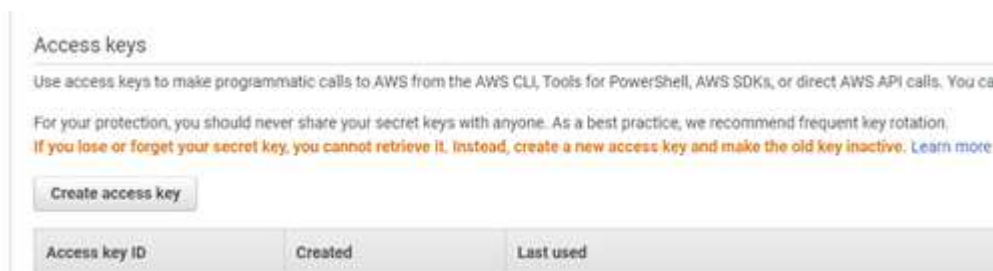 Access keys
Use access keys to make programmatic calls to AWS from the AWS CLI, Tools for PowerShell, AWS SDKs, or direct AWS API calls. You ca
For your protection, you should never share your secret keys with anyone. As a best practice, we recommend frequent key rotation.
If you lose or forget your secret key, you cannot retrieve it. Instead, create a new access key and make the old key inactive. Learn more
Create access key
Access key ID Created Last used